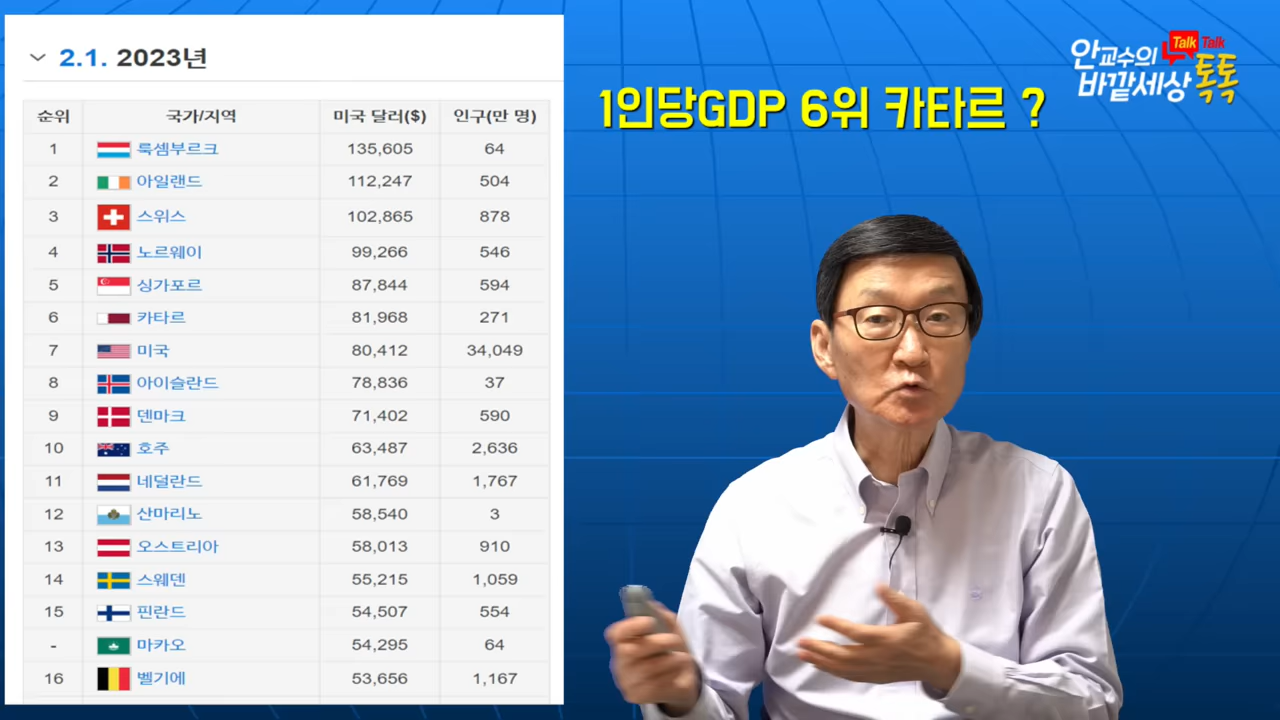 2.1. 2023년
순위 국가/지역 미국 달러($) 인구(만 명)
1 룩셈부르크 135,605 64
2 아일랜드 112,247 504
3 스위스 102,865 878
4 노르웨이 99,266 546
5 싱가포르 87,844 594
6 카타르 81,968 271
7 미국 80,412 34,049
8 아이슬란드 78,836 37
9 덴마크 71,402 590
10 호주 63,487 2,636
11 네덜란드 61,769 1,767
12 산마리노 58,540 3
13 오스트리아 58,013 910
14 스웨덴 55,215 1,059
15 핀란드 54,507 554
- 마카오 54,295 64
16 벨기에 53,656 1,167
1인당GDP 6위 카타르 ?
Talk Talk
안교수의
바깥세상 톡톡